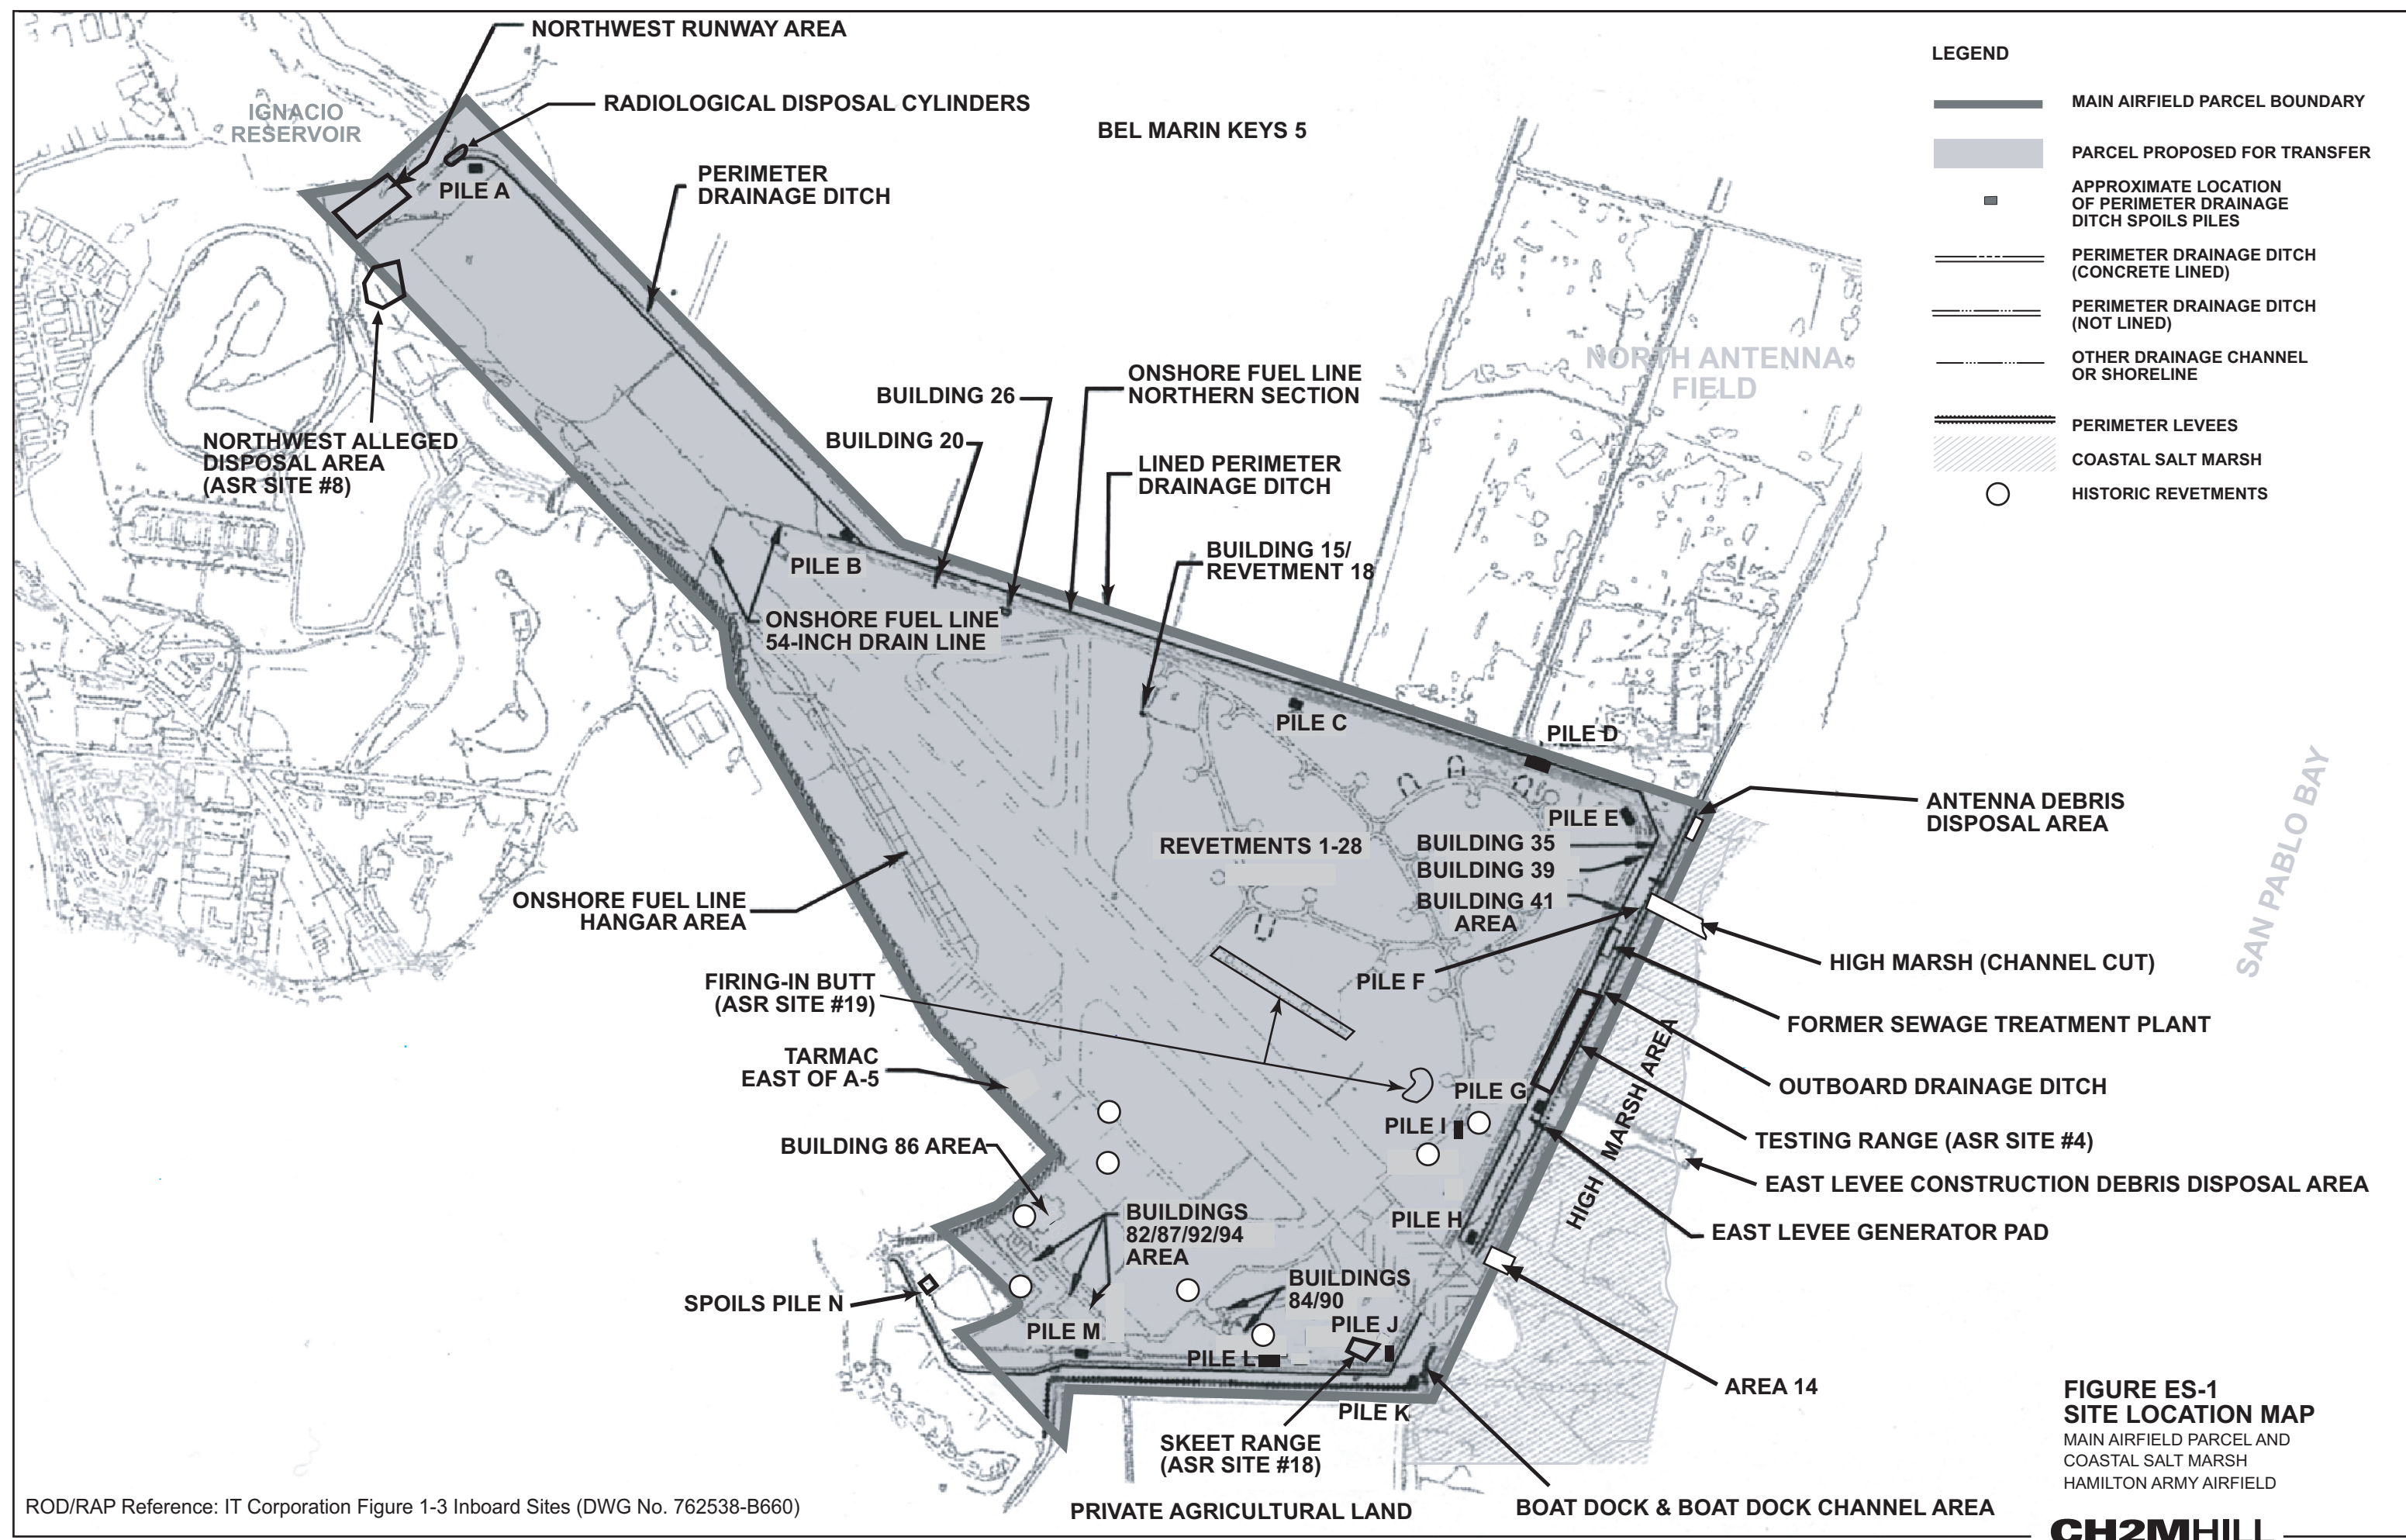 NORTHWEST RUNWAY AREA
RADIOLOGICAL DISPOSAL CYLINDERS
IGNACIO
RESERVOIR
BEL MARIN KEYS 5
PILE A
PERIMETER
DRAINAGE DITCH
NORTHWEST ALLEGED
DISPOSAL AREA
(ASR SITE #8)
BUILDING 26
BUILDING 20
ONSHORE FUEL LINE
NORTHERN SECTION
LINED PERIMETER
DRAINAGE DITCH
NORTH ANTENNA
FIELD
PILE B
BUILDING 15/
REVETMENT 18
ONSHORE FUEL LINE
54-INCH DRAIN LINE
PILE C
PILE D
PILE E
ANTENNA DEBRIS
DISPOSAL AREA
SAN PABLO BAY
REVETMENTS 1-28
BUILDING 35
BUILDING 39
BUILDING 41
AREA
ONSHORE FUEL LINE
HANGAR AREA
HIGH MARSH (CHANNEL CUT)
FIRING-IN BUTT
(ASR SITE #19)
PILE F
FORMER SEWAGE TREATMENT PLANT
TARMAC
EAST OF A-5
PILE G
OUTBOARD DRAINAGE DITCH
PILE I
HIGH MARSH AREA
TESTING RANGE (ASR SITE #4)
BUILDING 86 AREA
EAST LEVEE CONSTRUCTION DEBRIS DISPOSAL AREA
BUILDINGS
82/87/92/94
AREA
PILE H
EAST LEVEE GENERATOR PAD
BUILDINGS
84/90
SPOILS PILE N
PILE M
PILE J
PILE L
AREA 14
PILE K
SKEET RANGE
(ASR SITE #18)
PRIVATE AGRICULTURAL LAND
BOAT DOCK & BOAT DOCK CHANNEL AREA
ROD/RAP Reference: IT Corporation Figure 1-3 Inboard Sites (DWG No. 762538-B660)
LEGEND
MAIN AIRFIELD PARCEL BOUNDARY
PARCEL PROPOSED FOR TRANSFER
APPROXIMATE LOCATION
OF PERIMETER DRAINAGE
DITCH SPOILS PILES
PERIMETER DRAINAGE DITCH
(CONCRETE LINED)
PERIMETER DRAINAGE DITCH
(NOT LINED)
OTHER DRAINAGE CHANNEL
OR SHORELINE
PERIMETER LEVEES
COASTAL SALT MARSH
HISTORIC REVETMENTS
FIGURE ES-1
SITE LOCATION MAP
MAIN AIRFIELD PARCEL AND
COASTAL SALT MARSH
HAMILTON ARMY AIRFIELD
CH2MHILL